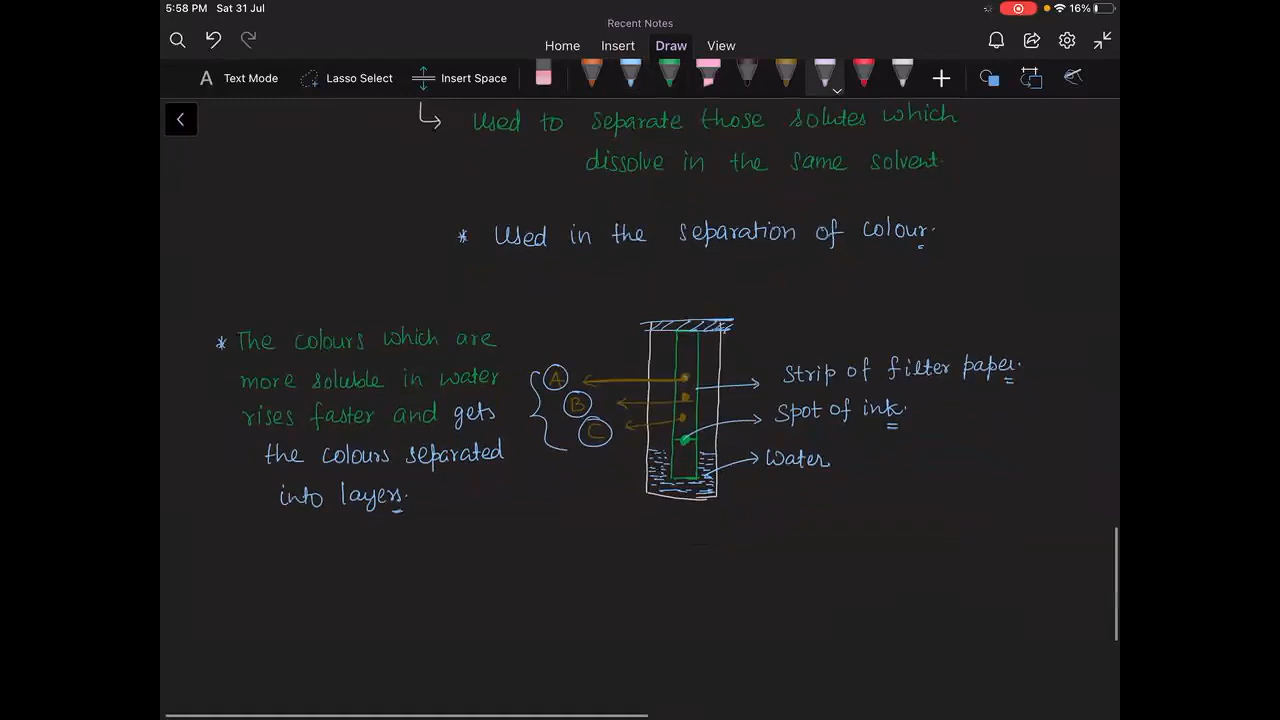 5:58 PM Sat 31 Jul
16%
Recent Notes
Home Insert Draw View
Text Mode Lasso Select Insert Space
Used to separate those solutes which
dissolve in the same solvent.
* Used in the separation of colour.
* The colours which are
more soluble in water
rises faster and gets
the colours separated
into layers.
A
B
C
Strip of filter paper.
Spot of ink.
Water